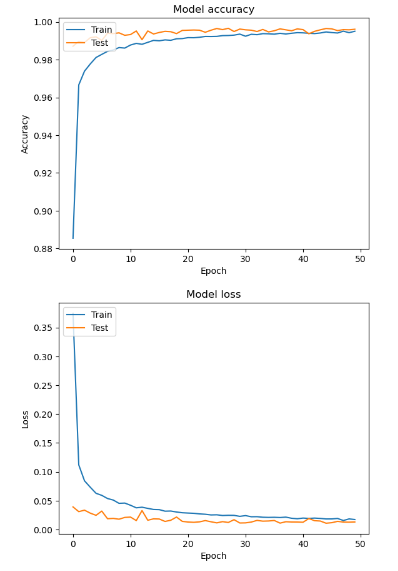 Model accuracy
1.00
0.98
0.96
0.94
0.92
0.90
0.88
Accuracy
Train
Test
0 10 20 30 40 50
Epoch
Model loss
0.35
0.30
0.25
0.20
0.15
0.10
0.05
0.00
Loss
Train
Test
0 10 20 30 40 50
Epoch